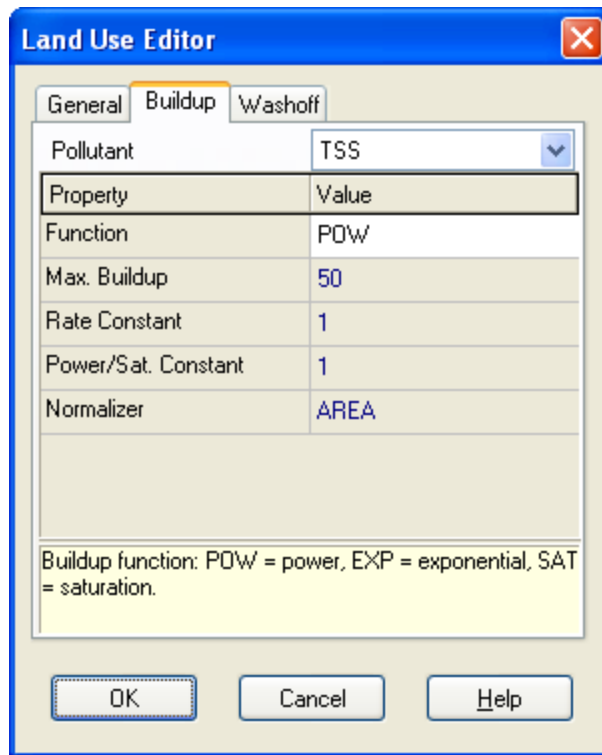 Land Use Editor
General Buildup Washoff
Pollutant TSS
Property Value
Function POW
Max. Buildup 50
Rate Constant 1
Power/Sat. Constant 1
Normalizer AREA
Buildup function: POW = power, EXP = exponential, SAT
= saturation.
OK Cancel Help